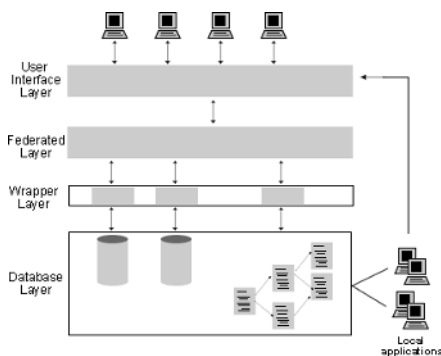 User
Interface
Layer
Federated
Layer
Wrapper
Layer
Database
Layer
Local
applications